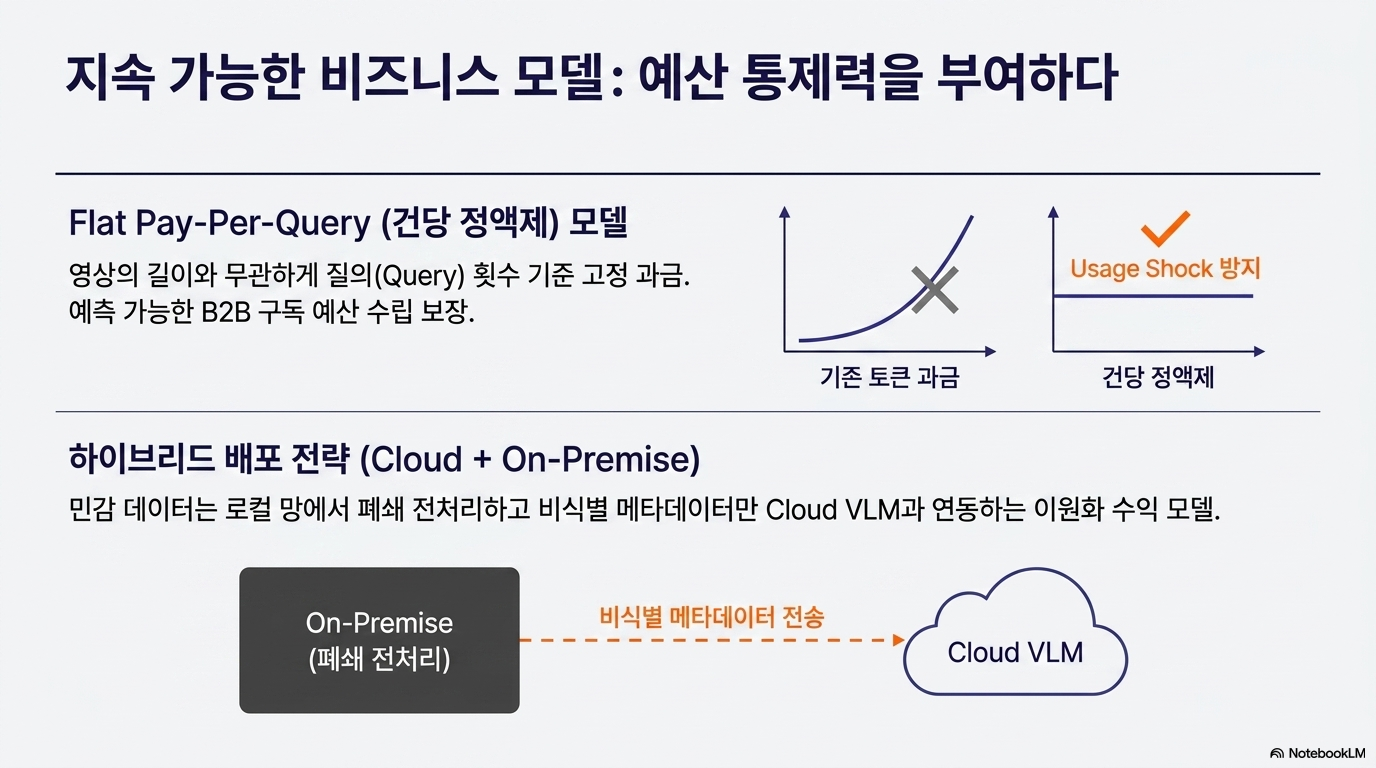 지속 가능한 비즈니스 모델: 예산 통제력을 부여하다
Flat Pay-Per-Query (건당 정액제) 모델
영상의 길이와 무관하게 질의(Query) 횟수 기준 고정 과금.
예측 가능한 B2B 구독 예산 수립 보장.
기존 토큰 과금
Usage Shock 방지
건당 정액제
하이브리드 배포 전략 (Cloud + On-Premise)
민감 데이터는 로컬 망에서 폐쇄 전처리하고 비식별 메타데이터만 Cloud VLM과 연동하는 이원화 수익 모델.
On-Premise
(폐쇄 전처리)
비식별 메타데이터 전송
Cloud VLM
NotebookLM